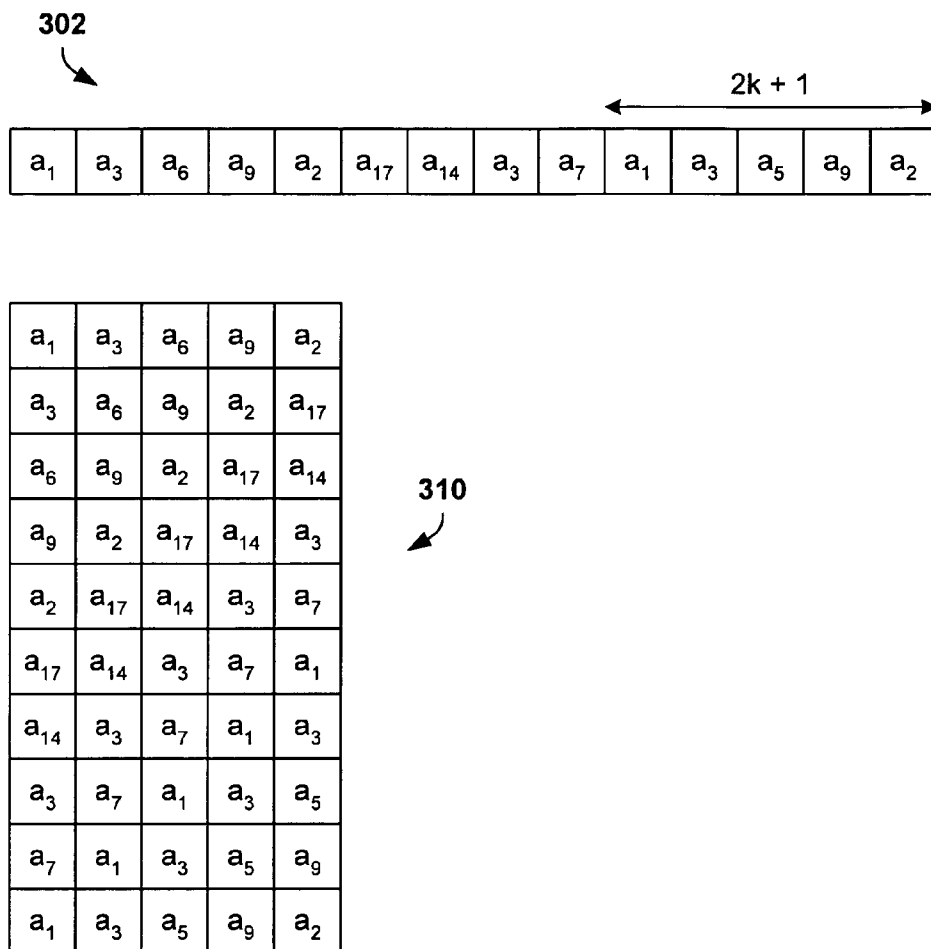 302
2k + 1
a1 a3 a6 a9 a2 a17 a14 a3 a7 a1 a3 a5 a9 a2
a1 a3 a6 a9 a2
a3 a6 a9 a2 a17
a6 a9 a2 a17 a14
310
a9 a2 a17 a14 a3
a2 a17 a14 a3 a7
a17 a14 a3 a7 a1
a14 a3 a7 a1 a3
a3 a7 a1 a3 a5
a7 a1 a3 a5 a9
a1 a3 a5 a9 a2